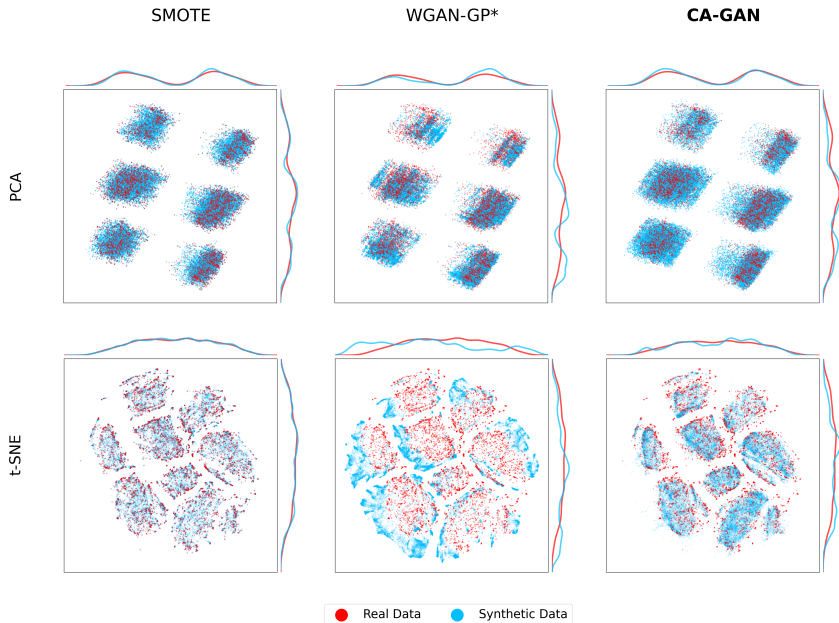 SMOTE
WGAN-GP*
CA-GAN
PCA
t-SNE
Real Data
Synthetic Data